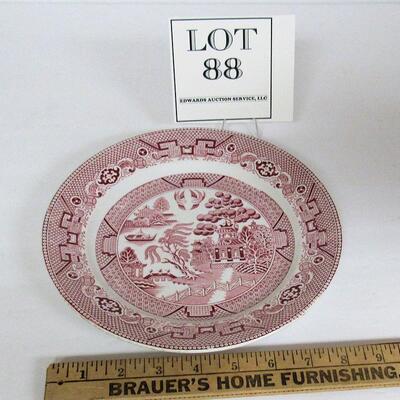 LOT
88
EDWARDS AUCTION SERVICE, LLC
1 2 3 4 5 6 7 8 9
BRAUER'S HOME FURNISHING